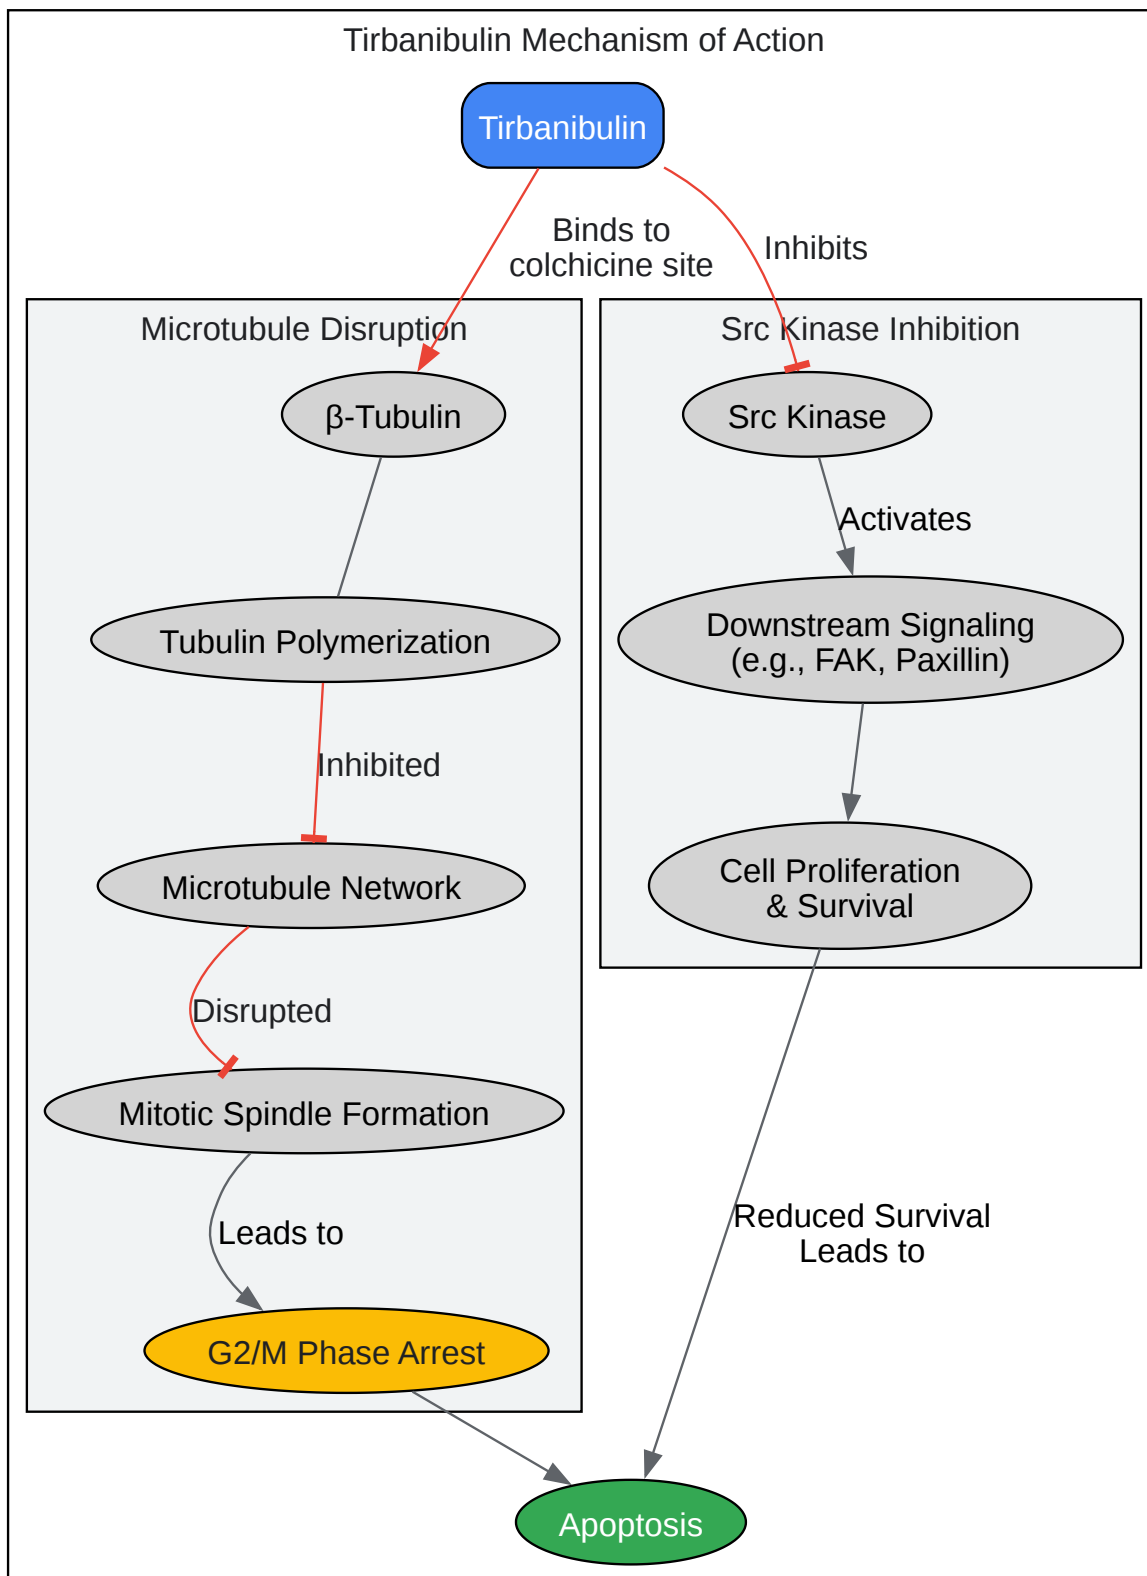 Tirbanibulin Mechanism of Action
Tirbanibulin
Binds to
colchicine site
Inhibits
Microtubule Disruption
Src Kinase Inhibition
β-Tubulin
Src Kinase
Activates
Tubulin Polymerization
Downstream Signaling
(e.g., FAK, Paxillin)
Inhibited
Microtubule Network
Cell Proliferation
& Survival
Disrupted
Mitotic Spindle Formation
Leads to
Reduced Survival
Leads to
G2/M Phase Arrest
Apoptosis